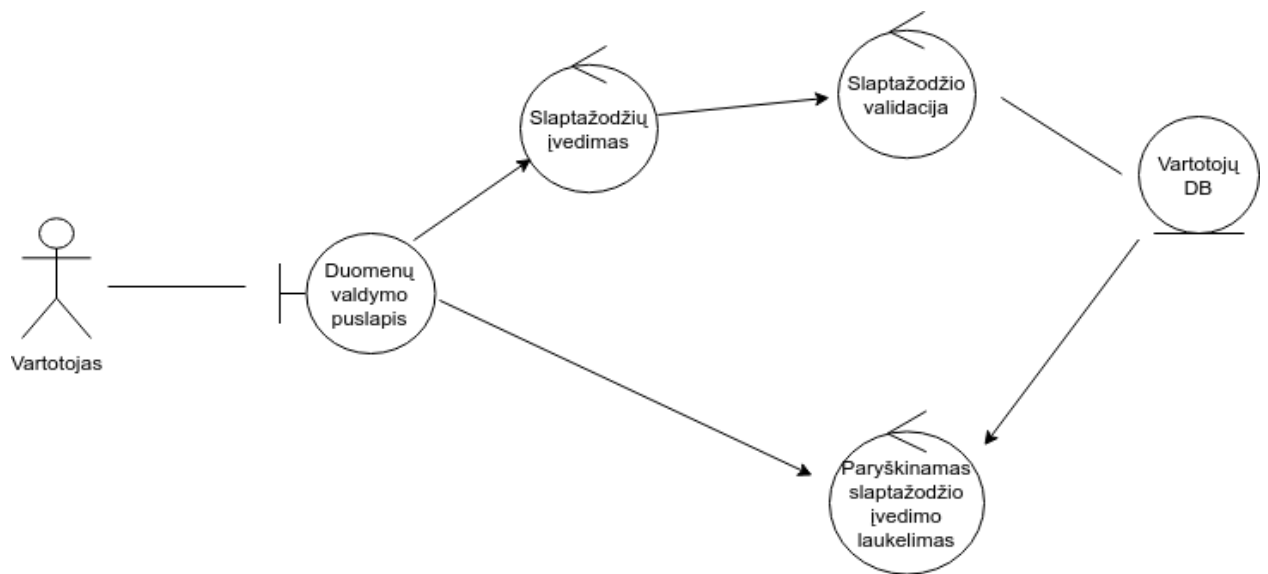 Slaptažodžio
validacija
Slaptažodžių
įvedimas
Vartotojų
DB
Duomenų
valdymo
puslapis
Vartotojas
Paryškinamas
slaptažodžio
įvedimo
laukelimas